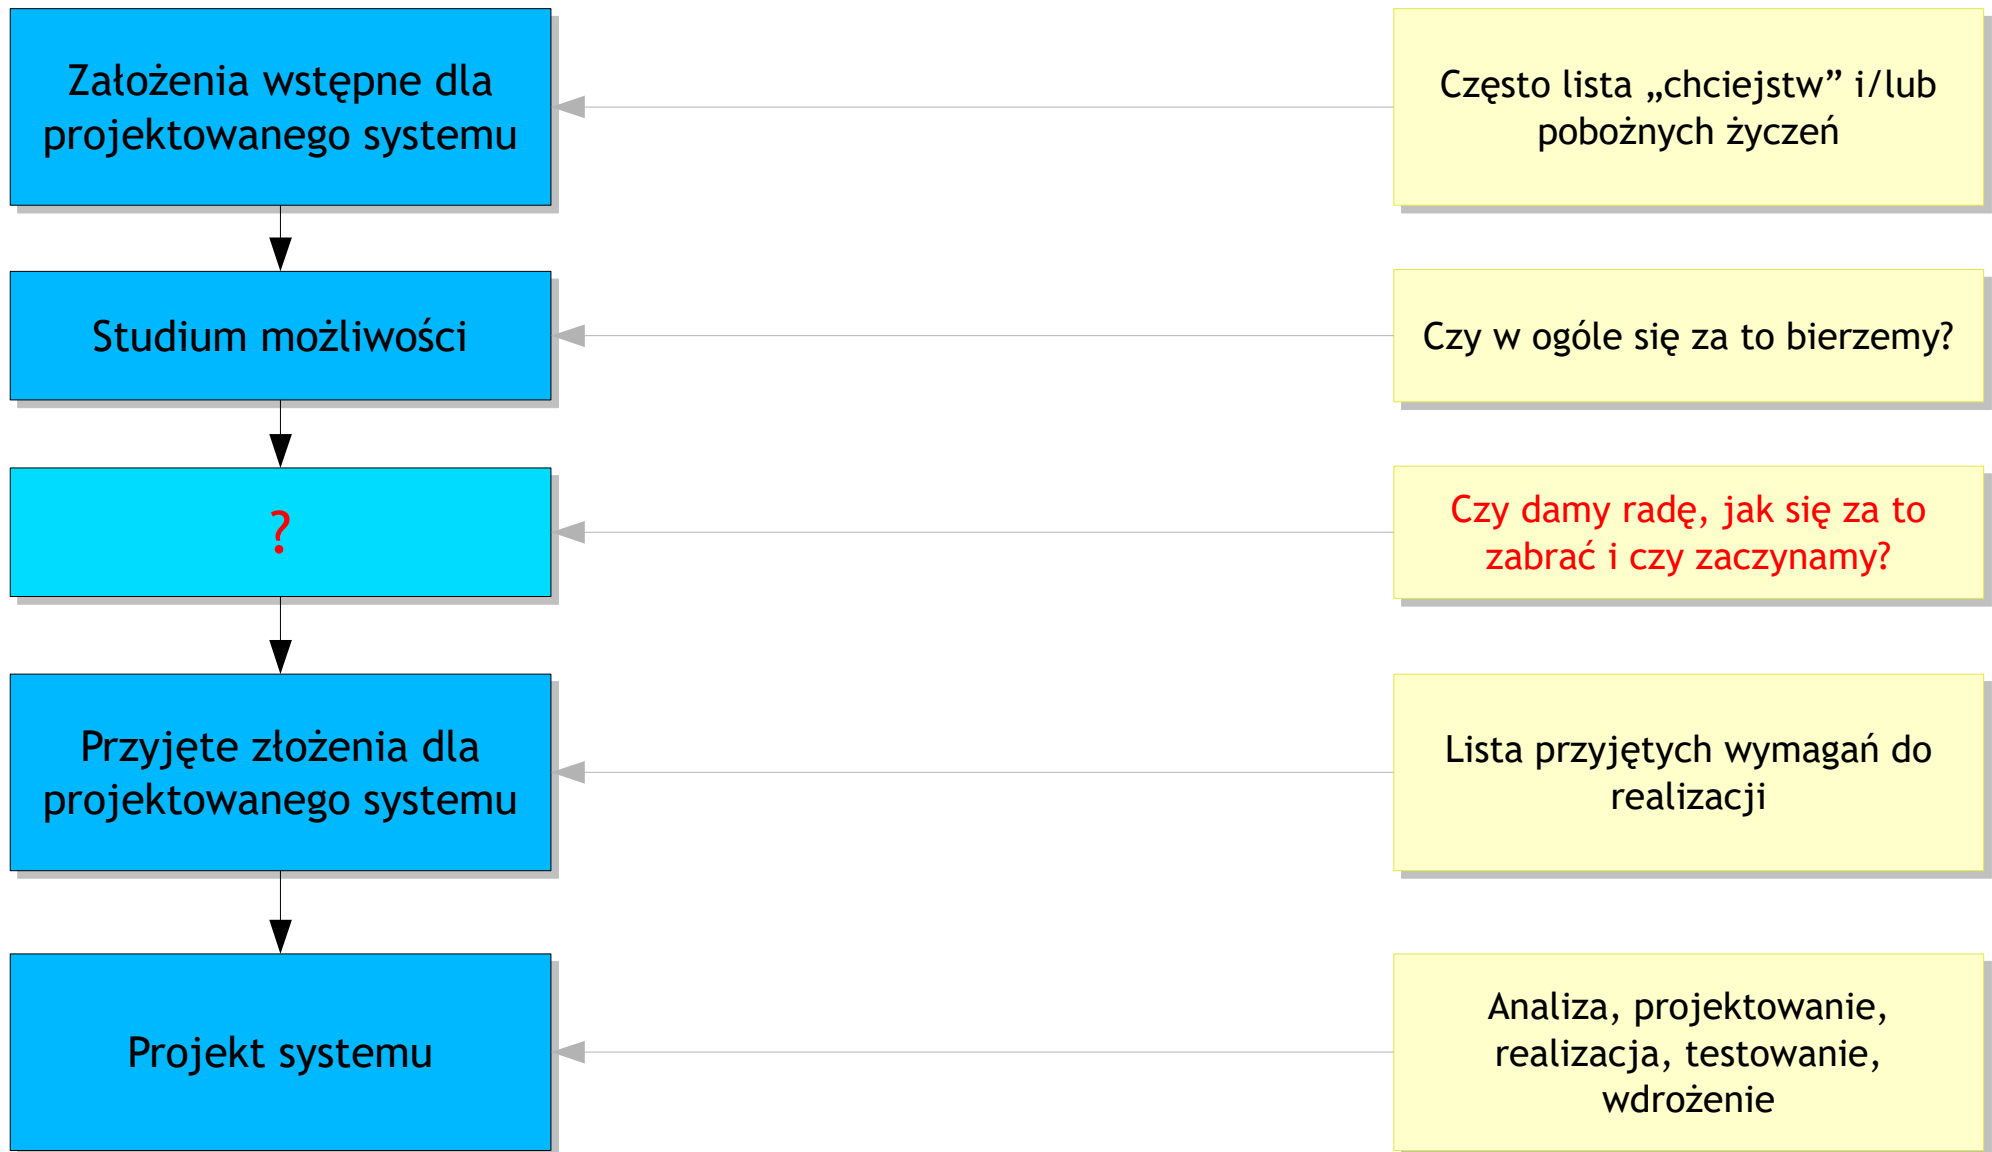 Założenia wstępne dla
projektowanego systemu
Często lista „chciejstw” i/lub
pobożnych życzeń
Studium możliwości
Czy w ogóle się za to bierzemy?
?
Czy damy radę, jak się za to
zabrać i czy zaczynamy?
Przyjęte złożenia dla
projektowanego systemu
Lista przyjętych wymagań do
realizacji
Projekt systemu
Analiza, projektowanie,
realizacja, testowanie,
wdrożenie